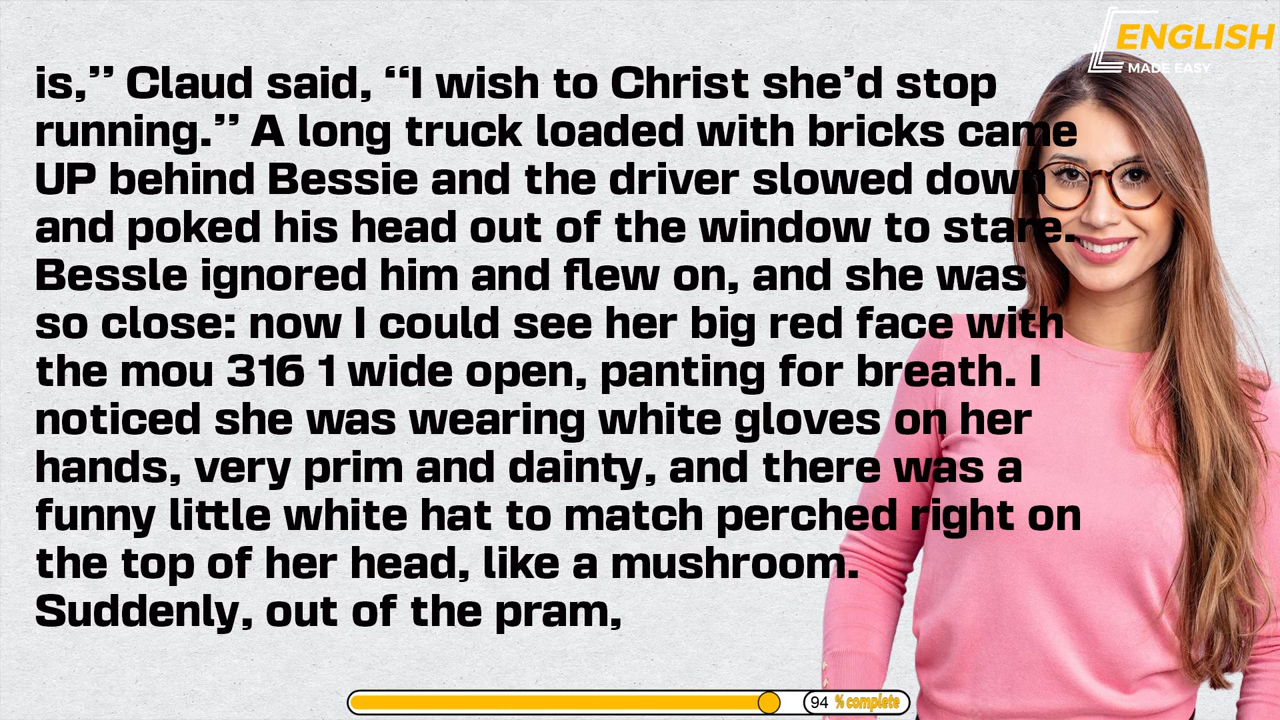 ENGLISH
MADE EASY
is,” Claud said, “I wish to Christ she’d stop
running.” A long truck loaded with bricks came
UP behind Bessie and the driver slowed down
and poked his head out of the window to stare.
Bessle ignored him and flew on, and she was
so close: now I could see her big red face with
the mou 316 1 wide open, panting for breath. I
noticed she was wearing white gloves on her
hands, very prim and dainty, and there was a
funny little white hat to match perched right on
the top of her head, like a mushroom.
Suddenly, out of the pram,
94 % complete